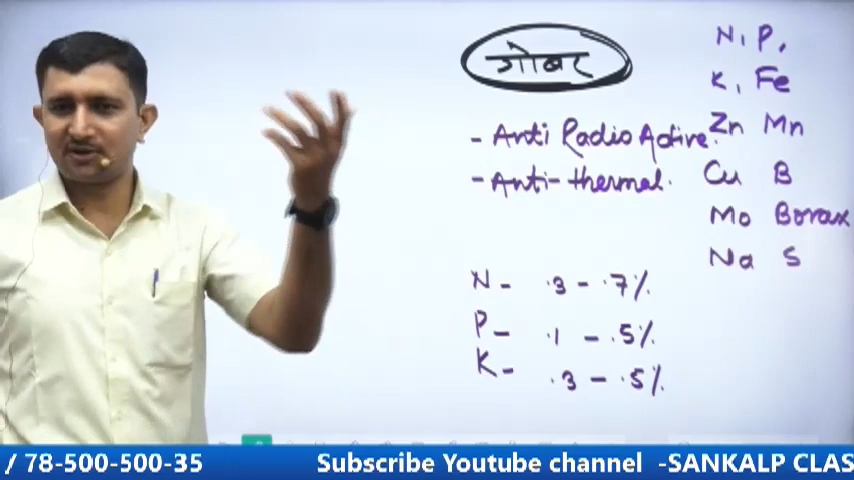 गोबर
- Anti Radio Active.
- Anti-thermal.
N - .3 - .7%
P - .1 - .5%
K - .3 - .5%
N, P,
K, Fe
Zn Mn
Cu B
Mo Borax
Na S
/ 78-500-500-35 Subscribe Youtube channel -SANKALP CLAS